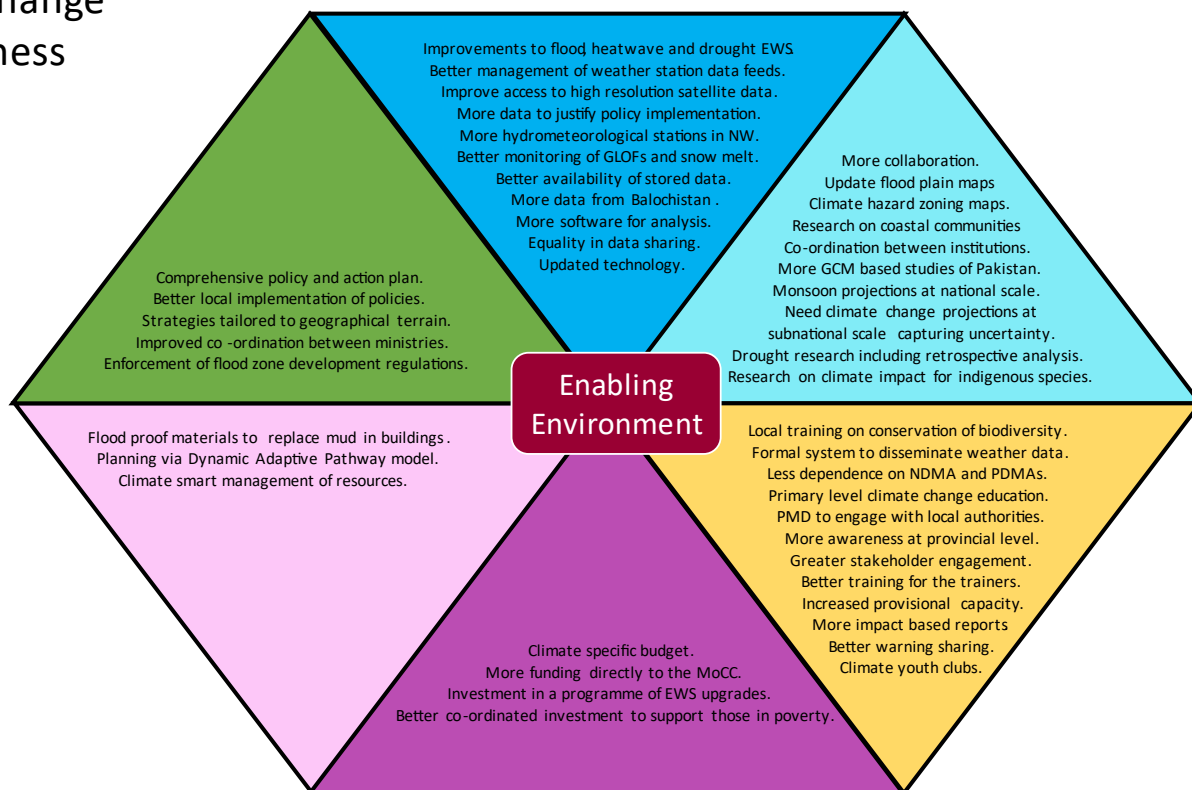 hange
ness
Improvements to flood, heatwave and drought EWS.
Better management of weather station data feeds.
Improve access to high resolution satellite data.
More data to justify policy implementation.
More hydrometeorological stations in NW.
Better monitoring of GLOFs and snow melt.
Better availability of stored data.
More data from Balochistan.
More software for analysis.
Equality in data sharing.
Updated technology.
More collaboration.
Update flood plain maps
Climate hazard zoning maps.
Research on coastal communities
Co-ordination between institutions.
More GCM based studies of Pakistan.
Monsoon projections at national scale.
Need climate change projections at
subnational scale capturing uncertainty.
Drought research including retrospective analysis.
Research on climate impact for indigenous species.
Comprehensive policy and action plan.
Better local implementation of policies.
Strategies tailored to geographical terrain.
Improved co-ordination between ministries.
Enforcement of flood zone development regulations.
Enabling
Environment
Flood proof materials to replace mud in buildings.
Planning via Dynamic Adaptive Pathway model.
Climate smart management of resources.
Local training on conservation of biodiversity.
Formal system to disseminate weather data.
Less dependence on NDMA and PDMAs.
Primary level climate change education.
PMD to engage with local authorities.
More awareness at provincial level.
Greater stakeholder engagement.
Better training for the trainers.
Increased provisional capacity.
More impact based reports
Better warning sharing.
Climate youth clubs.
Climate specific budget.
More funding directly to the MoCC.
Investment in a programme of EWS upgrades.
Better co-ordinated investment to support those in poverty.